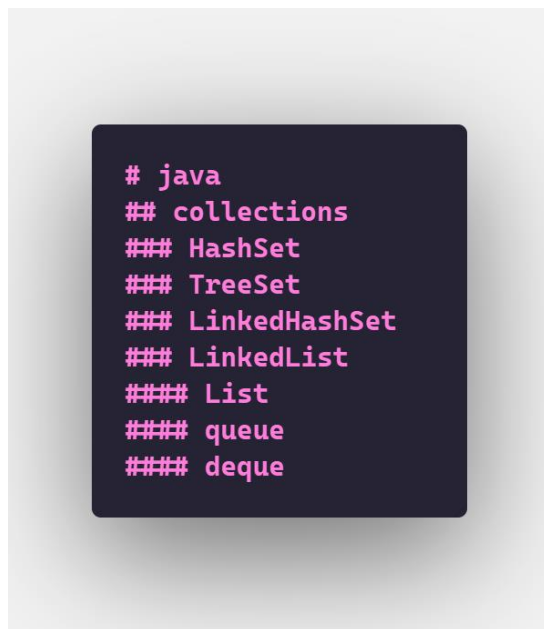 # java
## collections
### HashSet
### TreeSet
### LinkedHashSet
### LinkedList
#### List
#### queue
#### deque